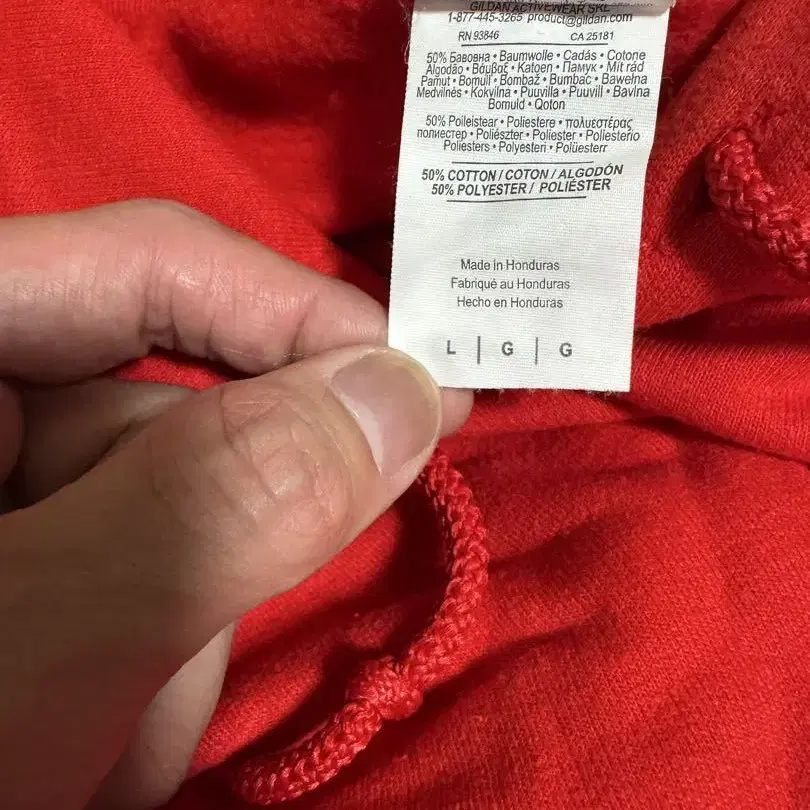 GILDAN ACTIVEWEAR SRL
1-877-445-3265 product@gildan.com
RN 93846 CA 25181
50% Бавовна • Baumwolle • Cadás • Cotone
Algodão • Βάμβαξ • Katoen • Памук • Mit rád
Pamut • Bomull • Bombaž • Bumbac • Bawełna
Medvilnės • Kokvilna • Puuvilla • Puuvill • Bavlna
Bomuld • Qoton
50% Poileistear • Poliestere • πολυεστέρας
полиестер • Poliészter • Poliester • Poliesterio
Poliesters • Polyesteri • Polüesterr
50% COTTON / COTON / ALGODÓN
50% POLYESTER / POLIÉSTER
Made in Honduras
Fabriqué au Honduras
Hecho en Honduras
L | G | G